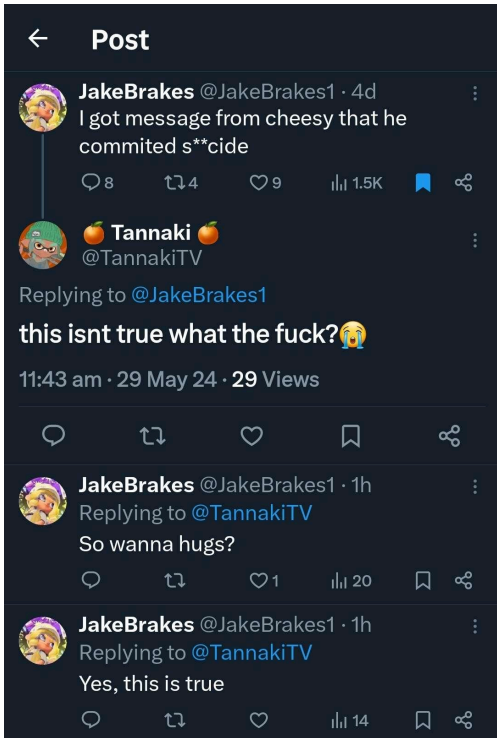 Post
JakeBrakes @JakeBrakes1 · 4d
I got message from cheesy that he
commited s**cide
8 4 9 1.5K
🍊 Tannaki 🍊
@TannakiTV
Replying to @JakeBrakes1
this isnt true what the fuck?😭
11:43 am · 29 May 24 · 29 Views
JakeBrakes @JakeBrakes1 · 1h
Replying to @TannakiTV
So wanna hugs?
1 20
JakeBrakes @JakeBrakes1 · 1h
Replying to @TannakiTV
Yes, this is true
14